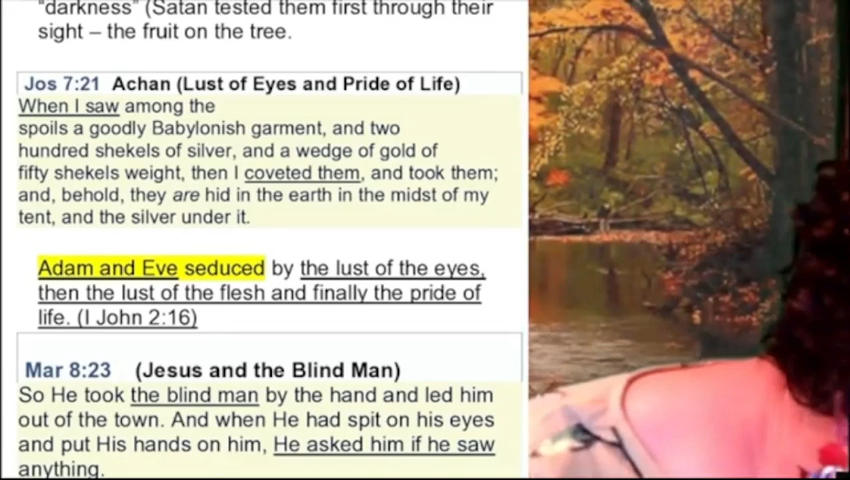 "darkness" (Satan tested them first through their
sight – the fruit on the tree.
Jos 7:21 Achan (Lust of Eyes and Pride of Life)
When I saw among the
spoils a goodly Babylonish garment, and two
hundred shekels of silver, and a wedge of gold of
fifty shekels weight, then I coveted them, and took them;
and, behold, they are hid in the earth in the midst of my
tent, and the silver under it.
Adam and Eve seduced by the lust of the eyes,
then the lust of the flesh and finally the pride of
life. (I John 2:16)
Mar 8:23 (Jesus and the Blind Man)
So He took the blind man by the hand and led him
out of the town. And when He had spit on his eyes
and put His hands on him, He asked him if he saw
anything.